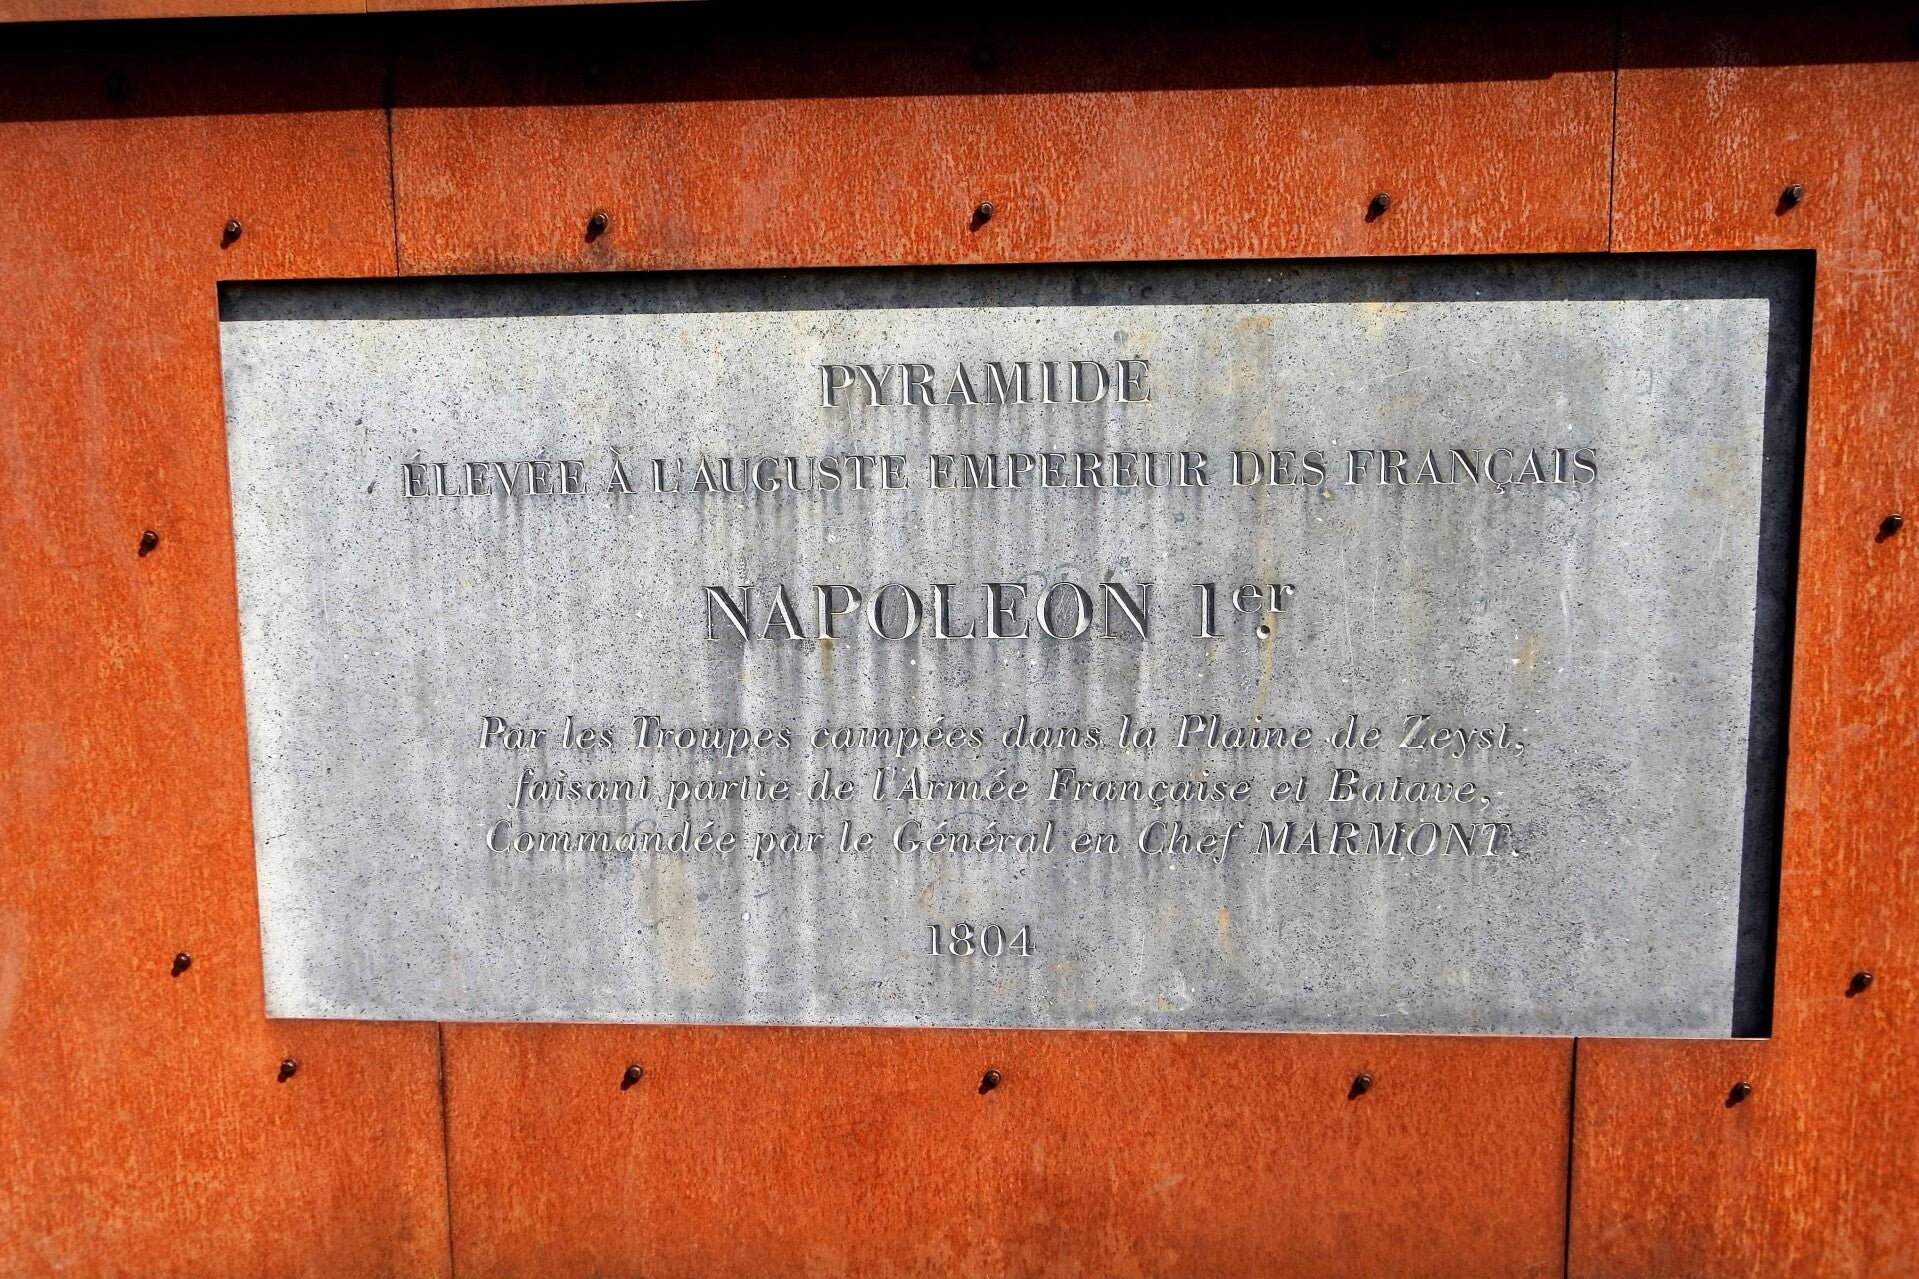 PYRAMIDE
ÉLEVÉE À L'AUGUSTE EMPEREUR DES FRANÇAIS
NAPOLEON 1er.
Par les Troupes campées dans la Plaine de Zeyst,
faisant partie de l'Armée Française et Batave,
Commandée par le Général en Chef MARMONT.
1804